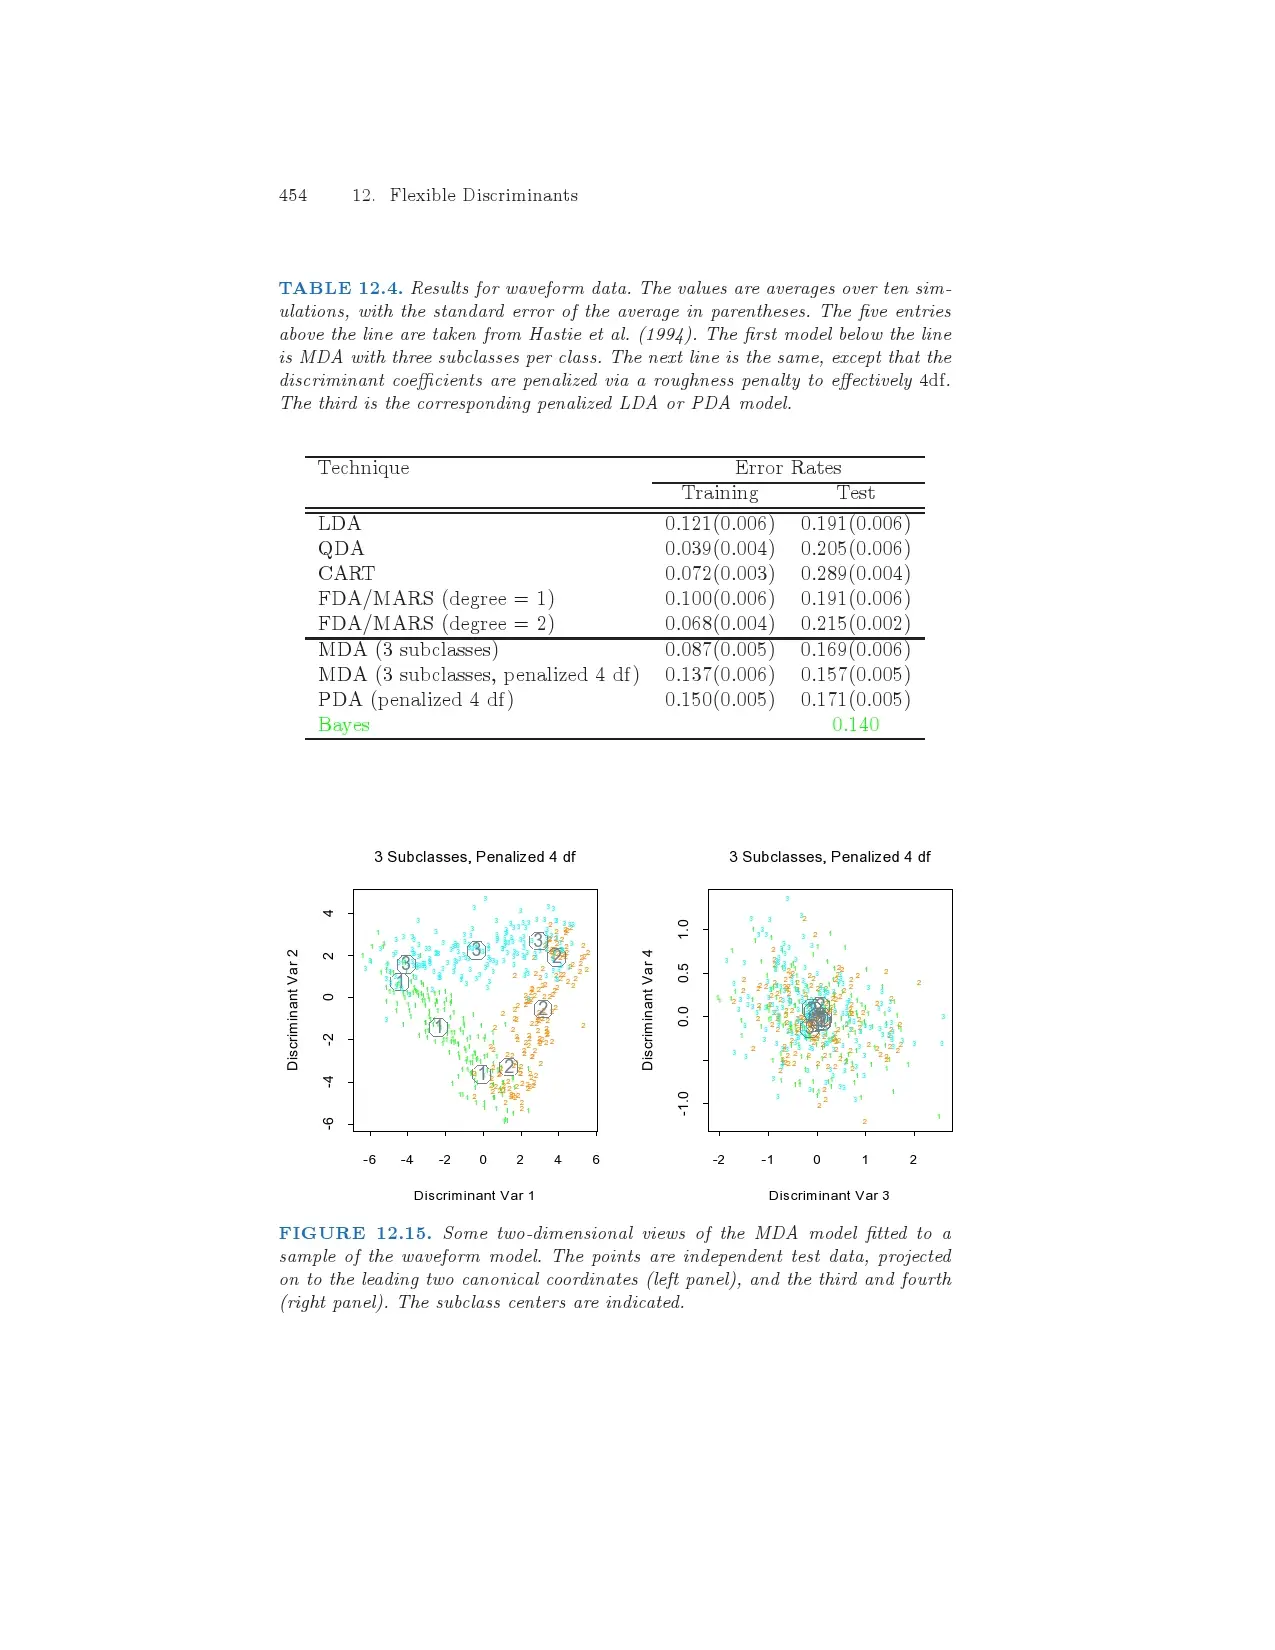 454 12. Flexible Discriminants
TABLE 12.4. Results for waveform data. The values are averages over ten sim-
ulations, with the standard error of the average in parentheses. The five entries
above the line are taken from Hastie et al. (1994). The first model below the line
is MDA with three subclasses per class. The next line is the same, except that the
discriminant coefficients are penalized via a roughness penalty to effectively 4df.
The third is the corresponding penalized LDA or PDA model.
Technique Error Rates
Training Test
LDA 0.121(0.006) 0.191(0.006)
QDA 0.039(0.004) 0.205(0.006)
CART 0.072(0.003) 0.289(0.004)
FDA/MARS (degree = 1) 0.100(0.006) 0.191(0.006)
FDA/MARS (degree = 2) 0.068(0.004) 0.215(0.002)
MDA (3 subclasses) 0.087(0.005) 0.169(0.006)
MDA (3 subclasses, penalized 4 df) 0.137(0.006) 0.157(0.005)
PDA (penalized 4 df) 0.150(0.005) 0.171(0.005)
Bayes 0.140
3 Subclasses, Penalized 4 df
Discriminant Var 2
4
2
0
-2
-4
-6
-6 -4 -2 0 2 4 6
Discriminant Var 1
3 Subclasses, Penalized 4 df
Discriminant Var 4
1.0
0.5
0.0
-1.0
-2 -1 0 1 2
Discriminant Var 3
FIGURE 12.15. Some two-dimensional views of the MDA model fitted to a
sample of the waveform model. The points are independent test data, projected
on to the leading two canonical coordinates (left panel), and the third and fourth
(right panel). The subclass centers are indicated.